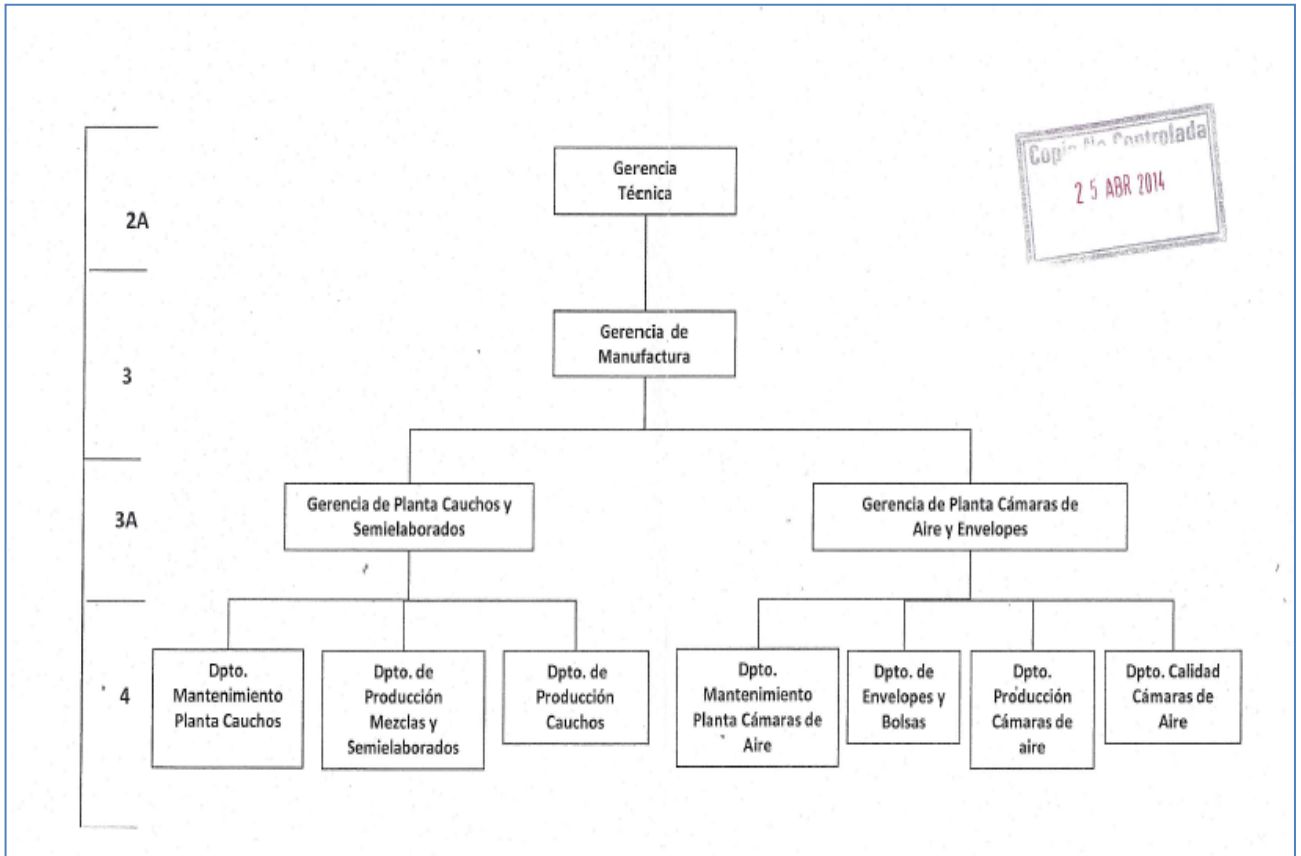 Copia No Controlada
25 ABR 2014
2A
Gerencia
Técnica
3
Gerencia de
Manufactura
3A
Gerencia de Planta Cauchos y
Semielaborados
Gerencia de Planta Cámaras de
Aire y Envelopes
4
Dpto.
Mantenimiento
Planta Cauchos
Dpto. de
Producción
Mezclas y
Semielaborados
Dpto. de
Producción
Cauchos
Dpto.
Mantenimiento
Planta Cámaras de
Aire
Dpto. de
Envelopes y
Bolsas
Dpto.
Producción
Cámaras de
aire
Dpto. Calidad
Cámaras de
Aire